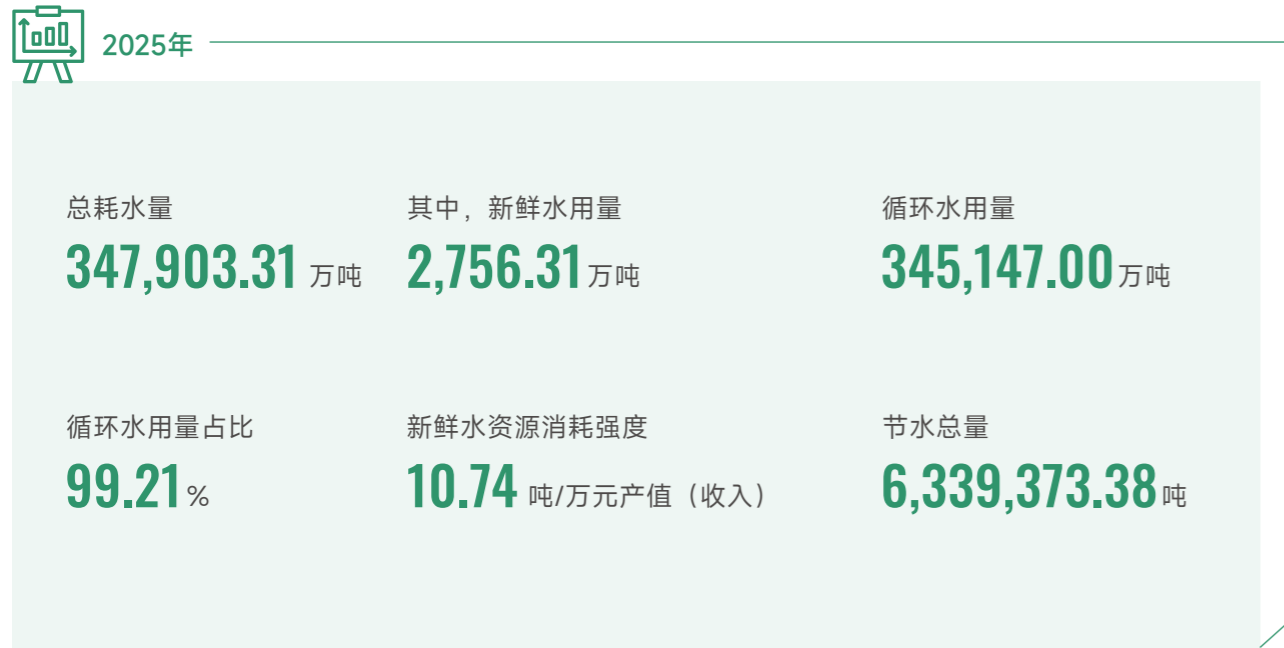 2025年
总耗水量
347,903.31 万吨
其中，新鲜水用量
2,756.31 万吨
循环水用量
345,147.00 万吨
循环水用量占比
99.21 %
新鲜水资源消耗强度
10.74 吨/万元产值（收入）
节水总量
6,339,373.38 吨